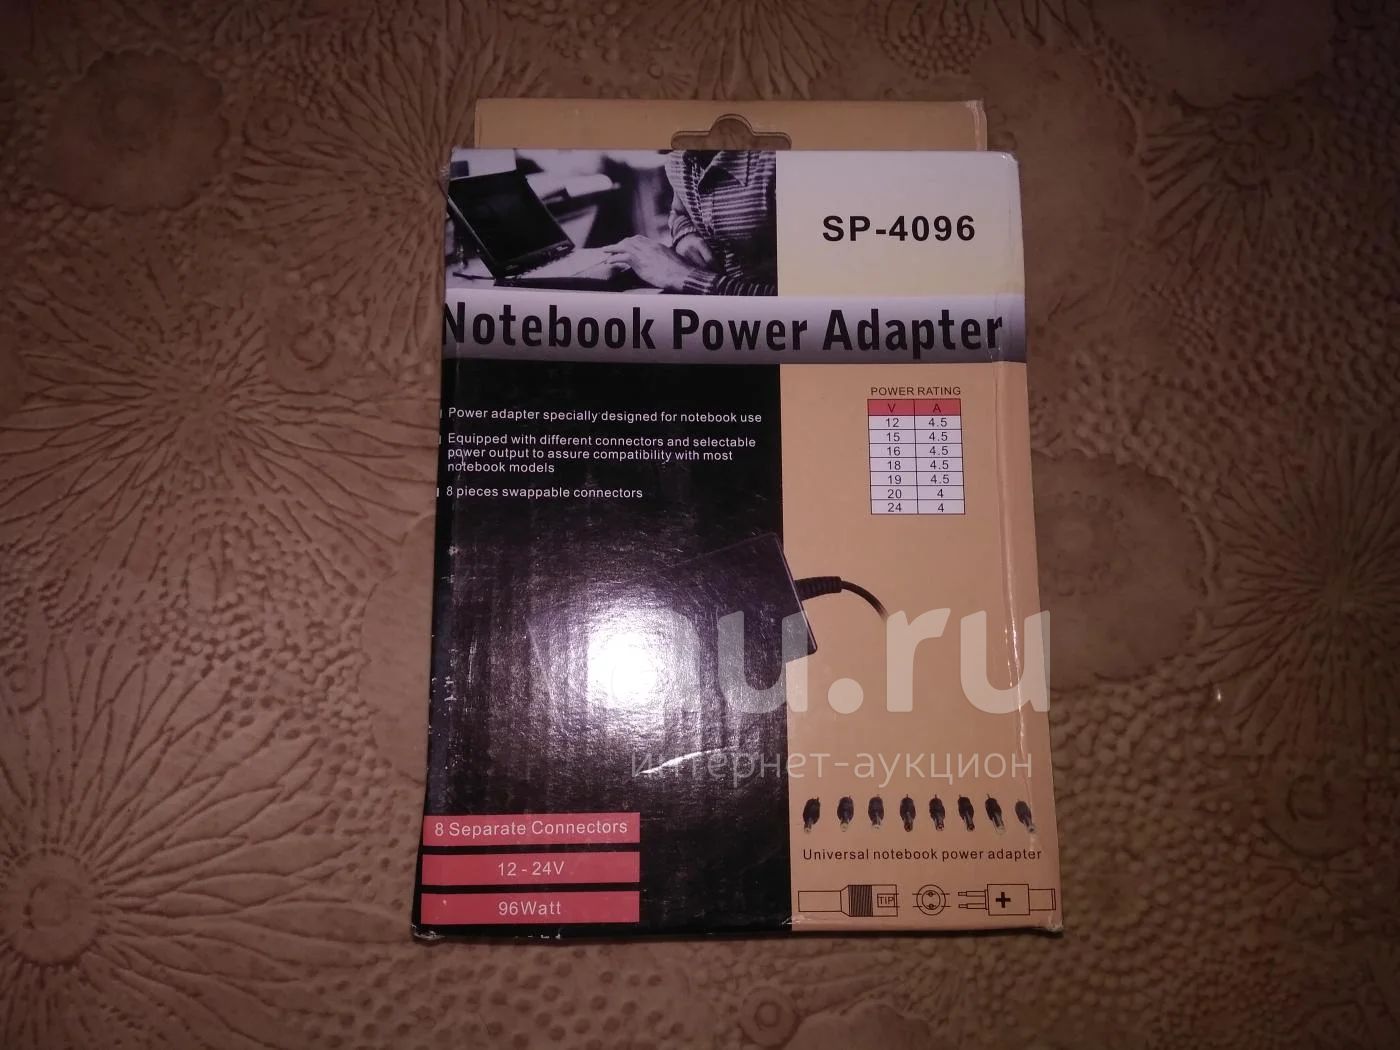 SP-4096
Notebook Power Adapter
Power adapter specially designed for notebook use
Equipped with different connectors and selectable
power output to assure compatibility with most
notebook models
8 pieces swappable connectors
POWER RATING
V A
12 4.5
15 4.5
16 4.5
18 4.5
19 4.5
20 4
24 4
au.ru
интернет-аукцион
8 Separate Connectors
12 - 24V
96Watt
Universal notebook power adapter
TIP
+